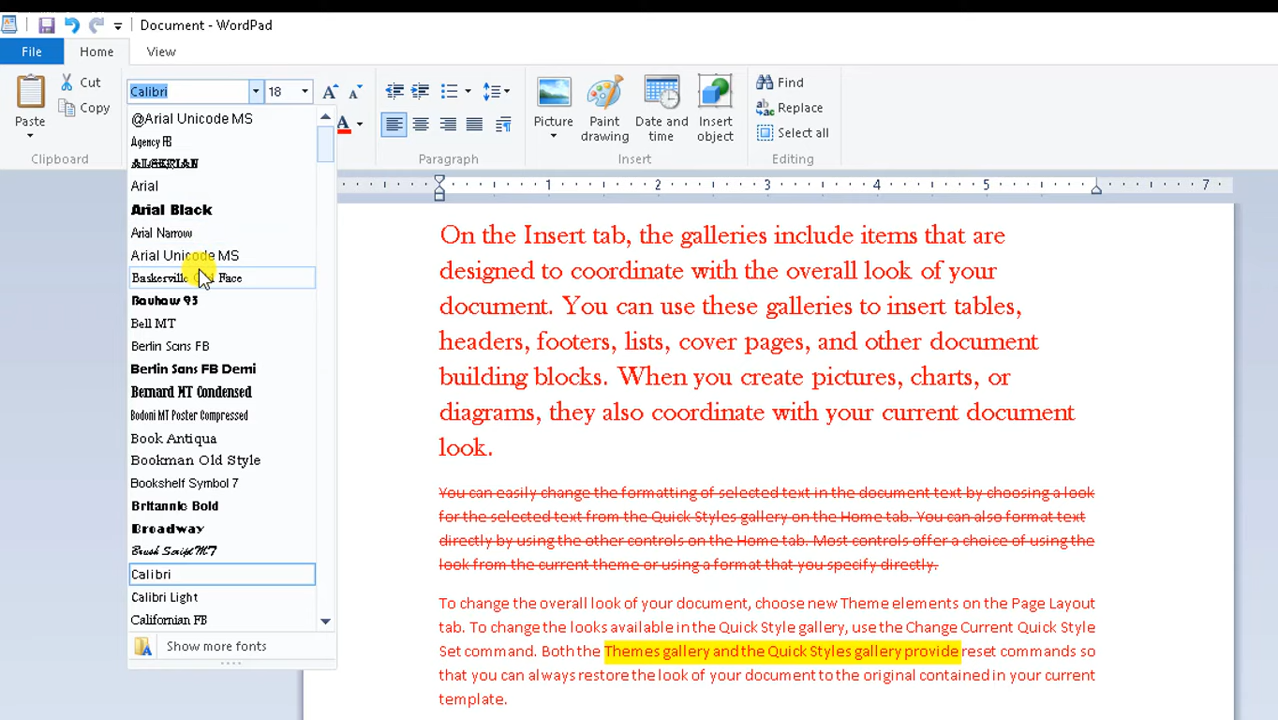 Document - WordPad
File Home View
Paste
Cut
Copy
Clipboard
Calibri 18
@Arial Unicode MS
Agency FB
ALGERIAN
Arial
Arial Black
Arial Narrow
Arial Unicode MS
Baskerville Old Face
Bauhaus 93
Bell MT
Berlin Sans FB
Berlin Sans FB Demi
Bernard MT Condensed
Bodoni MT Poster Compressed
Book Antiqua
Bookman Old Style
Bookshelf Symbol 7
Britannic Bold
Broadway
Brush Script MT
Calibri
Calibri Light
Californian FB
Show more fonts
A
Paragraph
Picture
Paint
drawing
Date and
time
Insert
object
Insert
Find
Replace
Select all
Editing
1 2 3 4 5 7
On the Insert tab, the galleries include items that are
designed to coordinate with the overall look of your
document. You can use these galleries to insert tables,
headers, footers, lists, cover pages, and other document
building blocks. When you create pictures, charts, or
diagrams, they also coordinate with your current document
look.
You can easily change the formatting of selected text in the document text by choosing a look
for the selected text from the Quick Styles gallery on the Home tab. You can also format text
directly by using the other controls on the Home tab. Most controls offer a choice of using the
look from the current theme or using a format that you specify directly.
To change the overall look of your document, choose new Theme elements on the Page Layout
tab. To change the looks available in the Quick Style gallery, use the Change Current Quick Style
Set command. Both the Themes gallery and the Quick Styles gallery provide reset commands so
that you can always restore the look of your document to the original contained in your current
template.